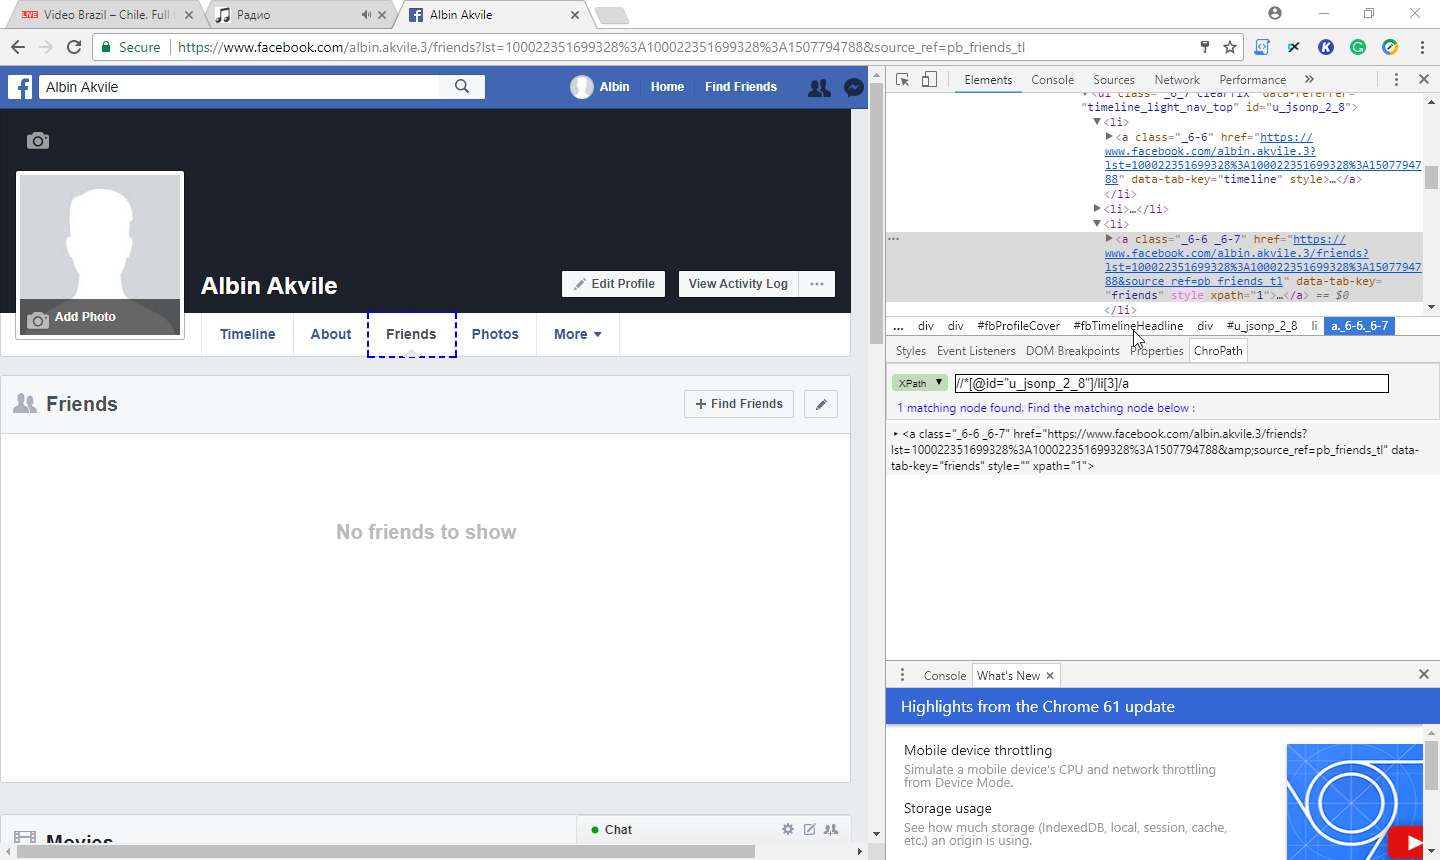 LIVE Video Brazil – Chile. Full
Радио
Albin Akvile
Secure
https://www.facebook.com/albin.akvile.3/friends?lst=100022351699328%3A100022351699328%3A1507794788&source_ref=pb_friends_tl
Albin Akvile
Albin
Home
Find Friends
Albin Akvile
Add Photo
Edit Profile
View Activity Log
Timeline
About
Friends
Photos
More
Friends
Find Friends
No friends to show
Movies
Chat
Elements
Console
Sources
Network
Performance
<ul class="_6_7 clearfix" data-referrer=
"timeline_light_nav_top" id="u_jsonp_2_8">
<li>
<a class="_6-6" href="https://
www.facebook.com/albin.akvile.3?
lst=100022351699328%3A100022351699328%3A15077947
88" data-tab-key="timeline" style>…</a>
</li>
<li>…</li>
<li>
<a class="_6-6 _6-7" href="https://
www.facebook.com/albin.akvile.3/friends?
lst=100022351699328%3A100022351699328%3A15077947
88&source_ref=pb_friends_tl" data-tab-key=
"friends" style xpath="1">…</a> == $0
</li>
... div div #fbProfileCover #fbTimelineHeadline div #u_jsonp_2_8 li a._6-6._6-7
Styles
Event Listeners
DOM Breakpoints
Properties
ChroPath
XPath
//*[@id="u_jsonp_2_8"]/li[3]/a
1 matching node found. Find the matching node below :
<a class="_6-6 _6-7" href="https://www.facebook.com/albin.akvile.3/friends?
lst=100022351699328%3A100022351699328%3A1507794788&amp;source_ref=pb_friends_tl" data-
tab-key="friends" style="" xpath="1">
Console
What's New
Highlights from the Chrome 61 update
Mobile device throttling
Simulate a mobile device's CPU and network throttling
from Device Mode.
Storage usage
See how much storage (IndexedDB, local, session, cache,
etc.) an origin is using.